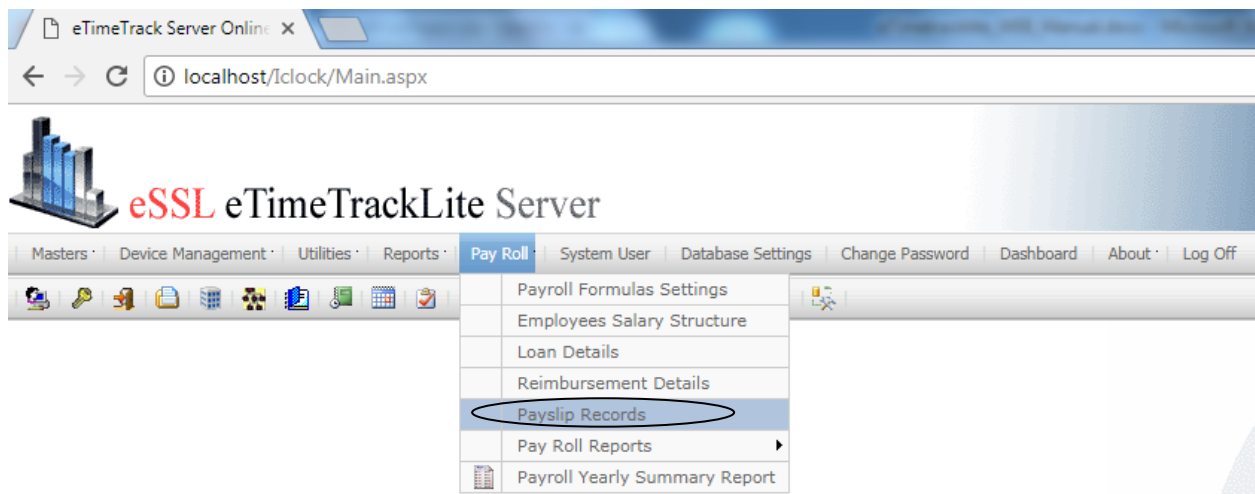 eTimeTrack Server Online
localhost/Iclock/Main.aspx
eSSL eTimeTrackLite Server
Masters Device Management Utilities Reports Pay Roll System User Database Settings Change Password Dashboard About Log Off
Payroll Formulas Settings
Employees Salary Structure
Loan Details
Reimbursement Details
Payslip Records
Pay Roll Reports
Payroll Yearly Summary Report